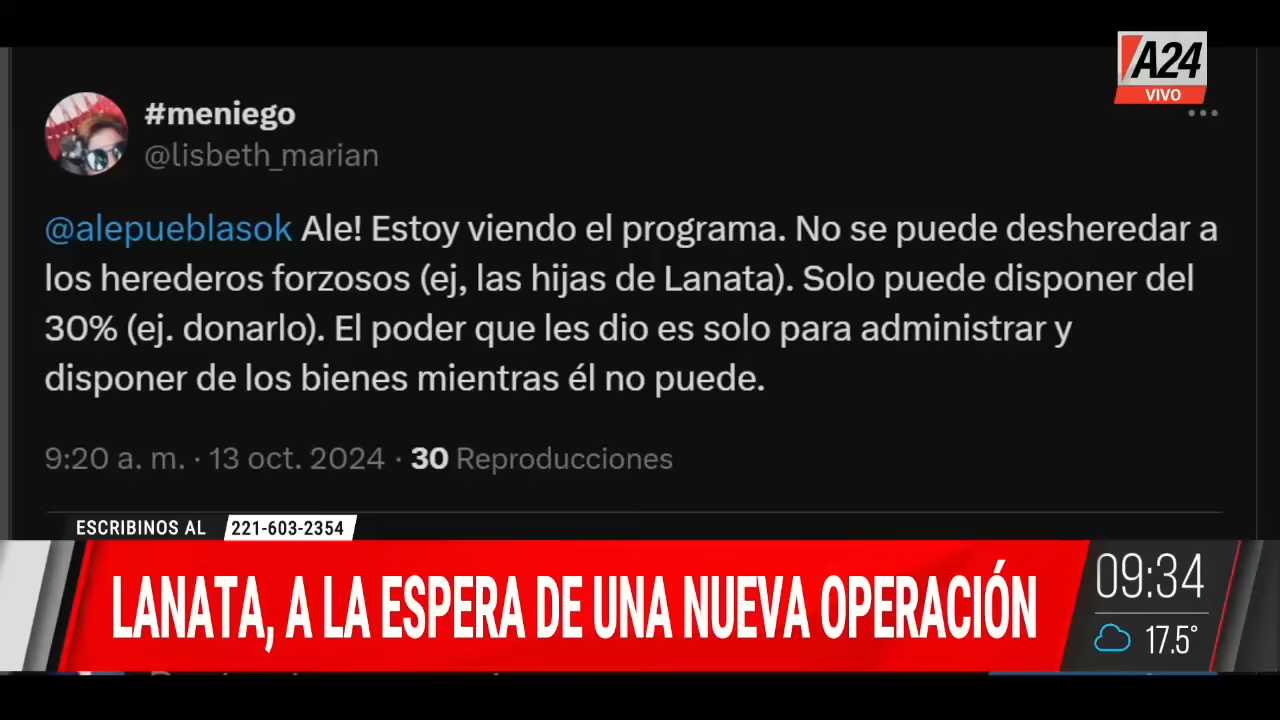 A24
VIVO
#meniego
@lisbeth_marian
@alepueblasok Ale! Estoy viendo el programa. No se puede desheredar a
los herederos forzosos (ej, las hijas de Lanata). Solo puede disponer del
30% (ej. donarlo). El poder que les dio es solo para administrar y
disponer de los bienes mientras él no puede.
9:20 a. m. · 13 oct. 2024 · 30 Reproducciones
ESCRIBINOS AL 221-603-2354
LANATA, A LA ESPERA DE UNA NUEVA OPERACIÓN
09:34
17.5°